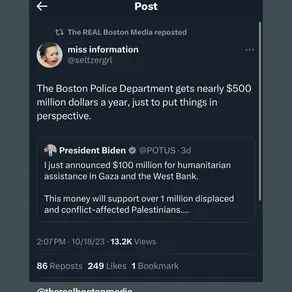 Post
The REAL Boston Media reposted
miss information
@seltzergrl
The Boston Police Department gets nearly $500
million dollars a year, just to put things in
perspective.
President Biden @POTUS · 3d
I just announced $100 million for humanitarian
assistance in Gaza and the West Bank.
This money will support over 1 million displaced
and conflict-affected Palestinians....
2:07PM · 10/18/23 · 13.2K Views
86 Reposts 249 Likes 1 Bookmark
@therealbostonmedia